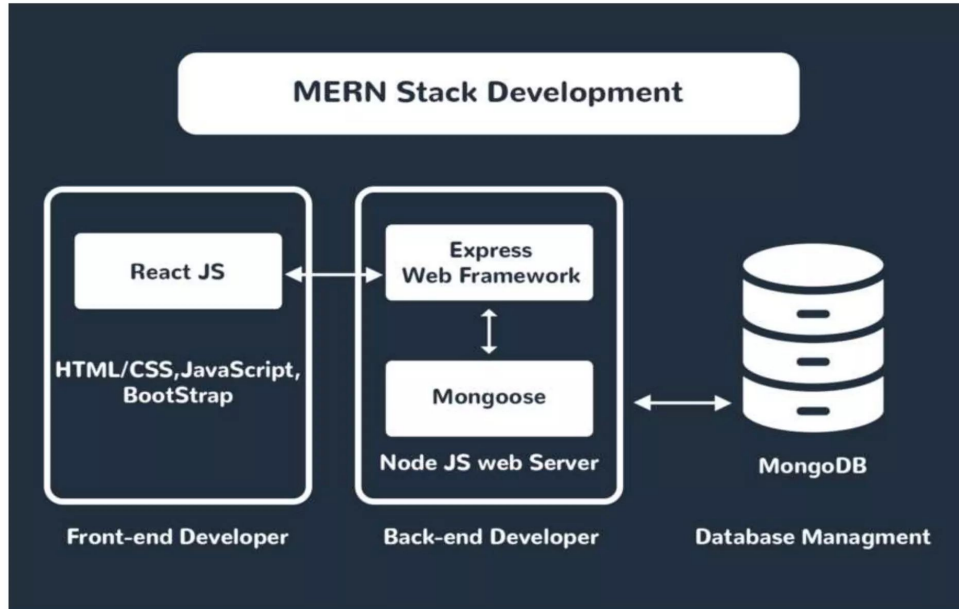 MERN Stack Development
React JS
HTML/CSS,JavaScript,
BootStrap
Front-end Developer
Express
Web Framework
Mongoose
Node JS web Server
Back-end Developer
MongoDB
Database Managment